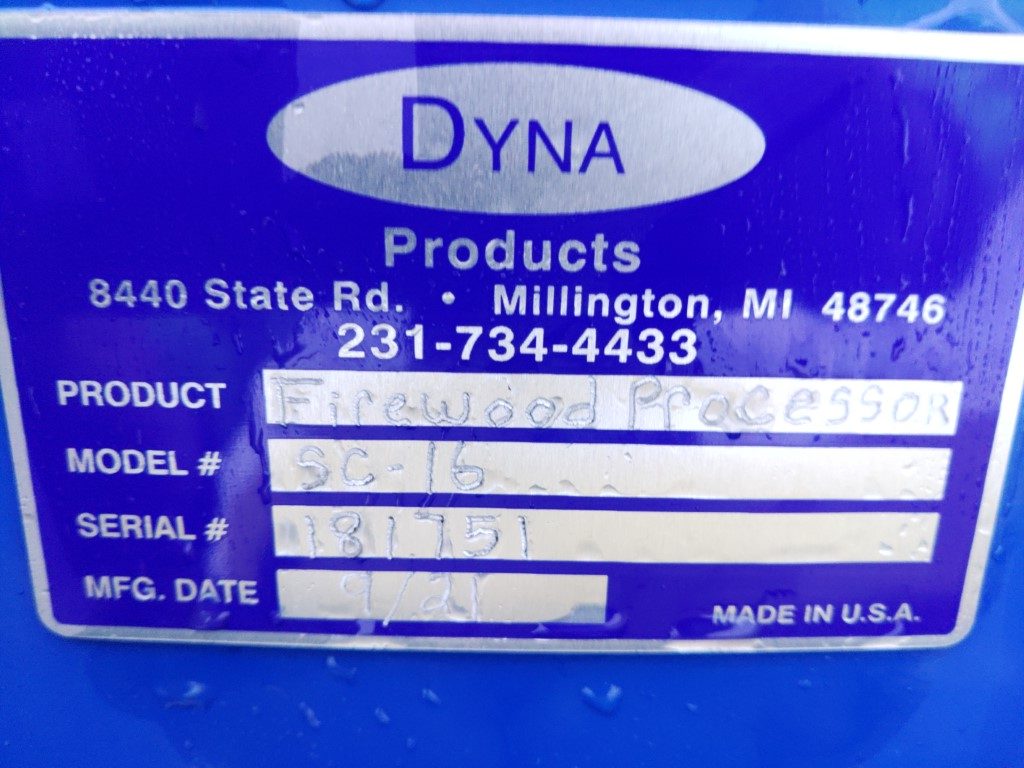 DYNA
Products
8440 State Rd. • Millington, MI 48746
231-734-4433
PRODUCT Firewood Processor
MODEL # SC-16
SERIAL # 181751
MFG. DATE 9/21
MADE IN U.S.A.